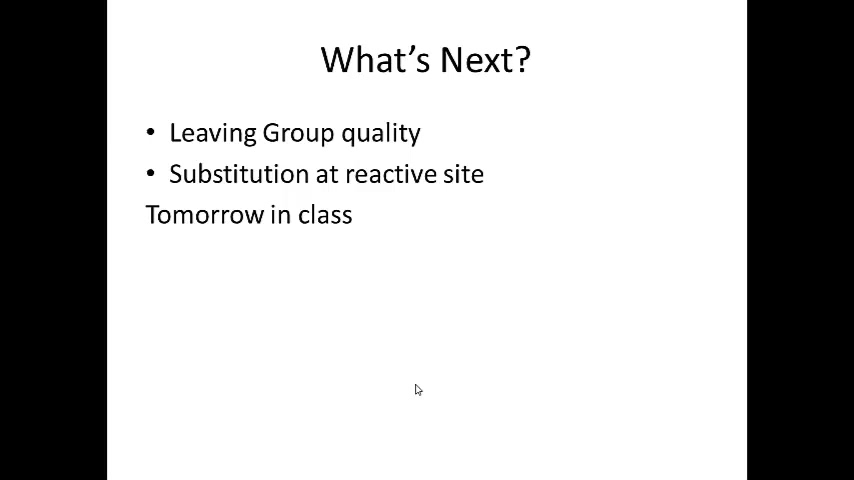 What's Next?
• Leaving Group quality
• Substitution at reactive site
Tomorrow in class